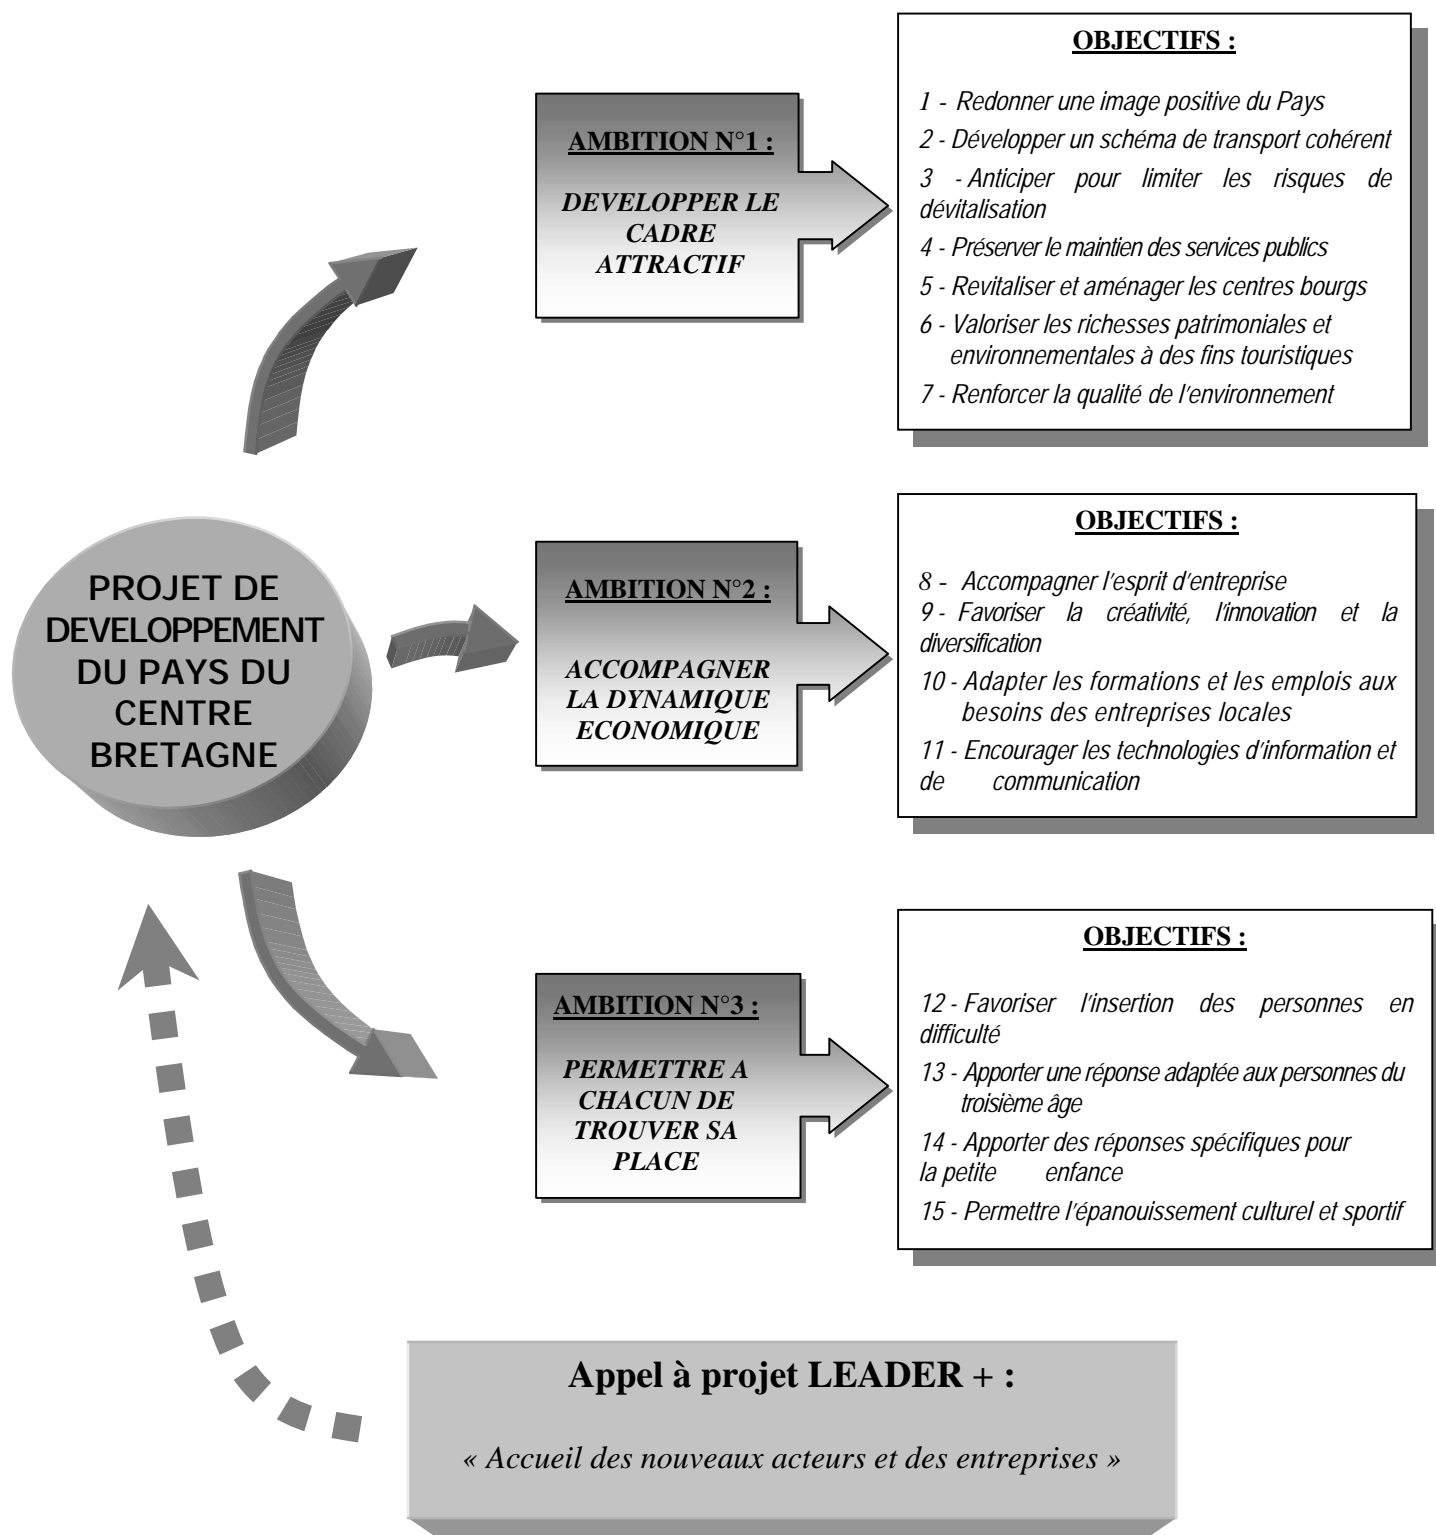 OBJECTIFS :
1 - Redonner une image positive du Pays
2 - Développer un schéma de transport cohérent
3 - Anticiper pour limiter les risques de
dévitalisation
4 - Préserver le maintien des services publics
5 - Revitaliser et aménager les centres bourgs
6 - Valoriser les richesses patrimoniales et
environnementales à des fins touristiques
7 - Renforcer la qualité de l'environnement
AMBITION N°1 :
DEVELOPPER LE
CADRE
ATTRACTIF
PROJET DE
DEVELOPPEMENT
DU PAYS DU
CENTRE
BRETAGNE
AMBITION N°2 :
ACCOMPAGNER
LA DYNAMIQUE
ECONOMIQUE
OBJECTIFS :
8 - Accompagner l'esprit d'entreprise
9 - Favoriser la créativité, l'innovation et la
diversification
10 - Adapter les formations et les emplois aux
besoins des entreprises locales
11 - Encourager les technologies d'information et
de communication
AMBITION N°3 :
PERMETTRE A
CHACUN DE
TROUVER SA
PLACE
OBJECTIFS :
12 - Favoriser l'insertion des personnes en
difficulté
13 - Apporter une réponse adaptée aux personnes du
troisième âge
14 - Apporter des réponses spécifiques pour
la petite enfance
15 - Permettre l'épanouissement culturel et sportif
Appel à projet LEADER + :
« Accueil des nouveaux acteurs et des entreprises »